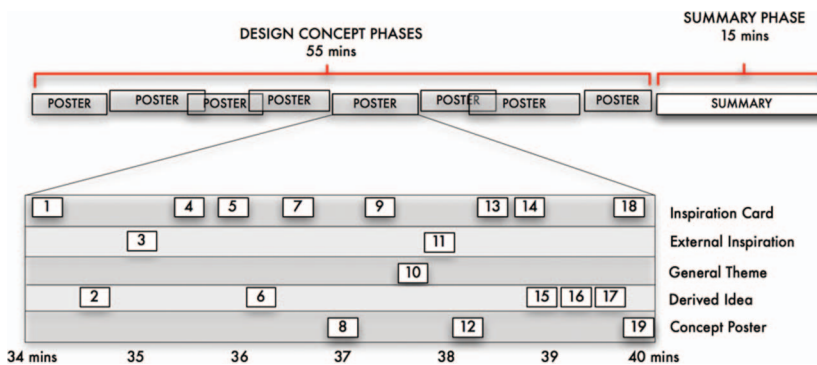 SUMMARY PHASE
15 mins
DESIGN CONCEPT PHASES
55 mins
POSTER POSTER POSTER POSTER POSTER POSTER POSTER POSTER SUMMARY
1 4 5 7 9 13 14 18 Inspiration Card
3 11 External Inspiration
10 General Theme
2 6 15 16 17 Derived Idea
8 12 19 Concept Poster
34 mins 35 36 37 38 39 40 mins